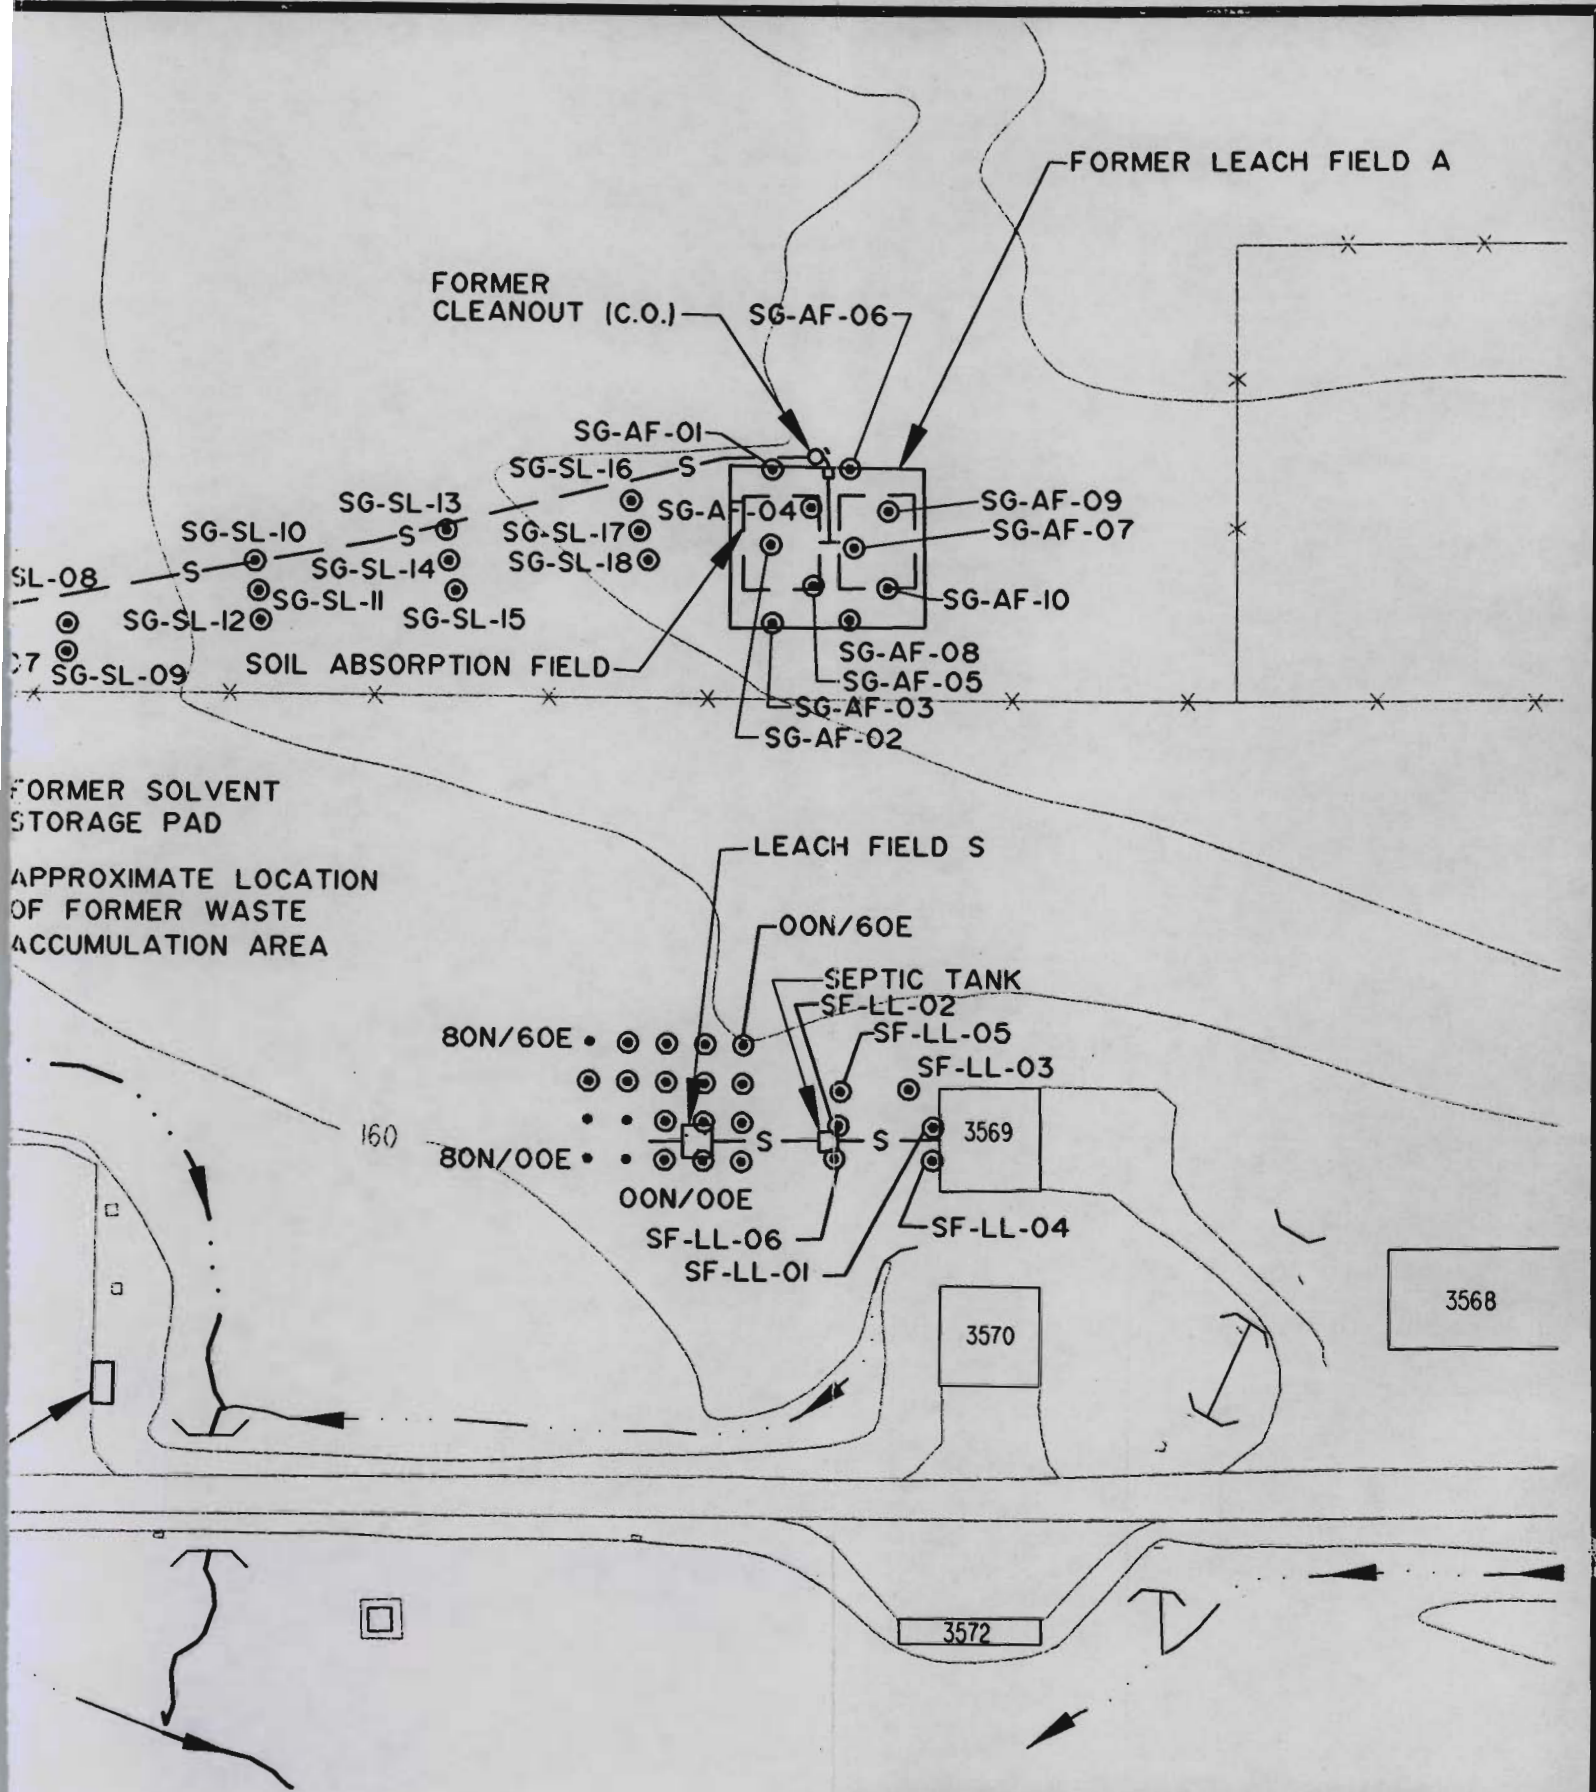 FORMER LEACH FIELD A
FORMER
CLEANOUT (C.O.)
SG-AF-06
SG-AF-01
SG-SL-16
S
SG-SL-13
SG-AF-04
SG-AF-09
SG-SL-17
SG-AF-07
SG-SL-10
S
SG-SL-14
SG-SL-18
SL-08
S
SG-SL-11
SG-AF-10
SG-SL-12
SG-SL-15
SG-AF-08
SOIL ABSORPTION FIELD
SG-SL-09
SG-AF-05
SG-AF-03
SG-AF-02
FORMER SOLVENT
STORAGE PAD
LEACH FIELD S
APPROXIMATE LOCATION
OF FORMER WASTE
ACCUMULATION AREA
00N/60E
SEPTIC TANK
SF-LL-02
80N/60E
SF-LL-05
SF-LL-03
160
S
S
3569
80N/00E
00N/00E
SF-LL-06
SF-LL-04
SF-LL-01
3568
3570
3572